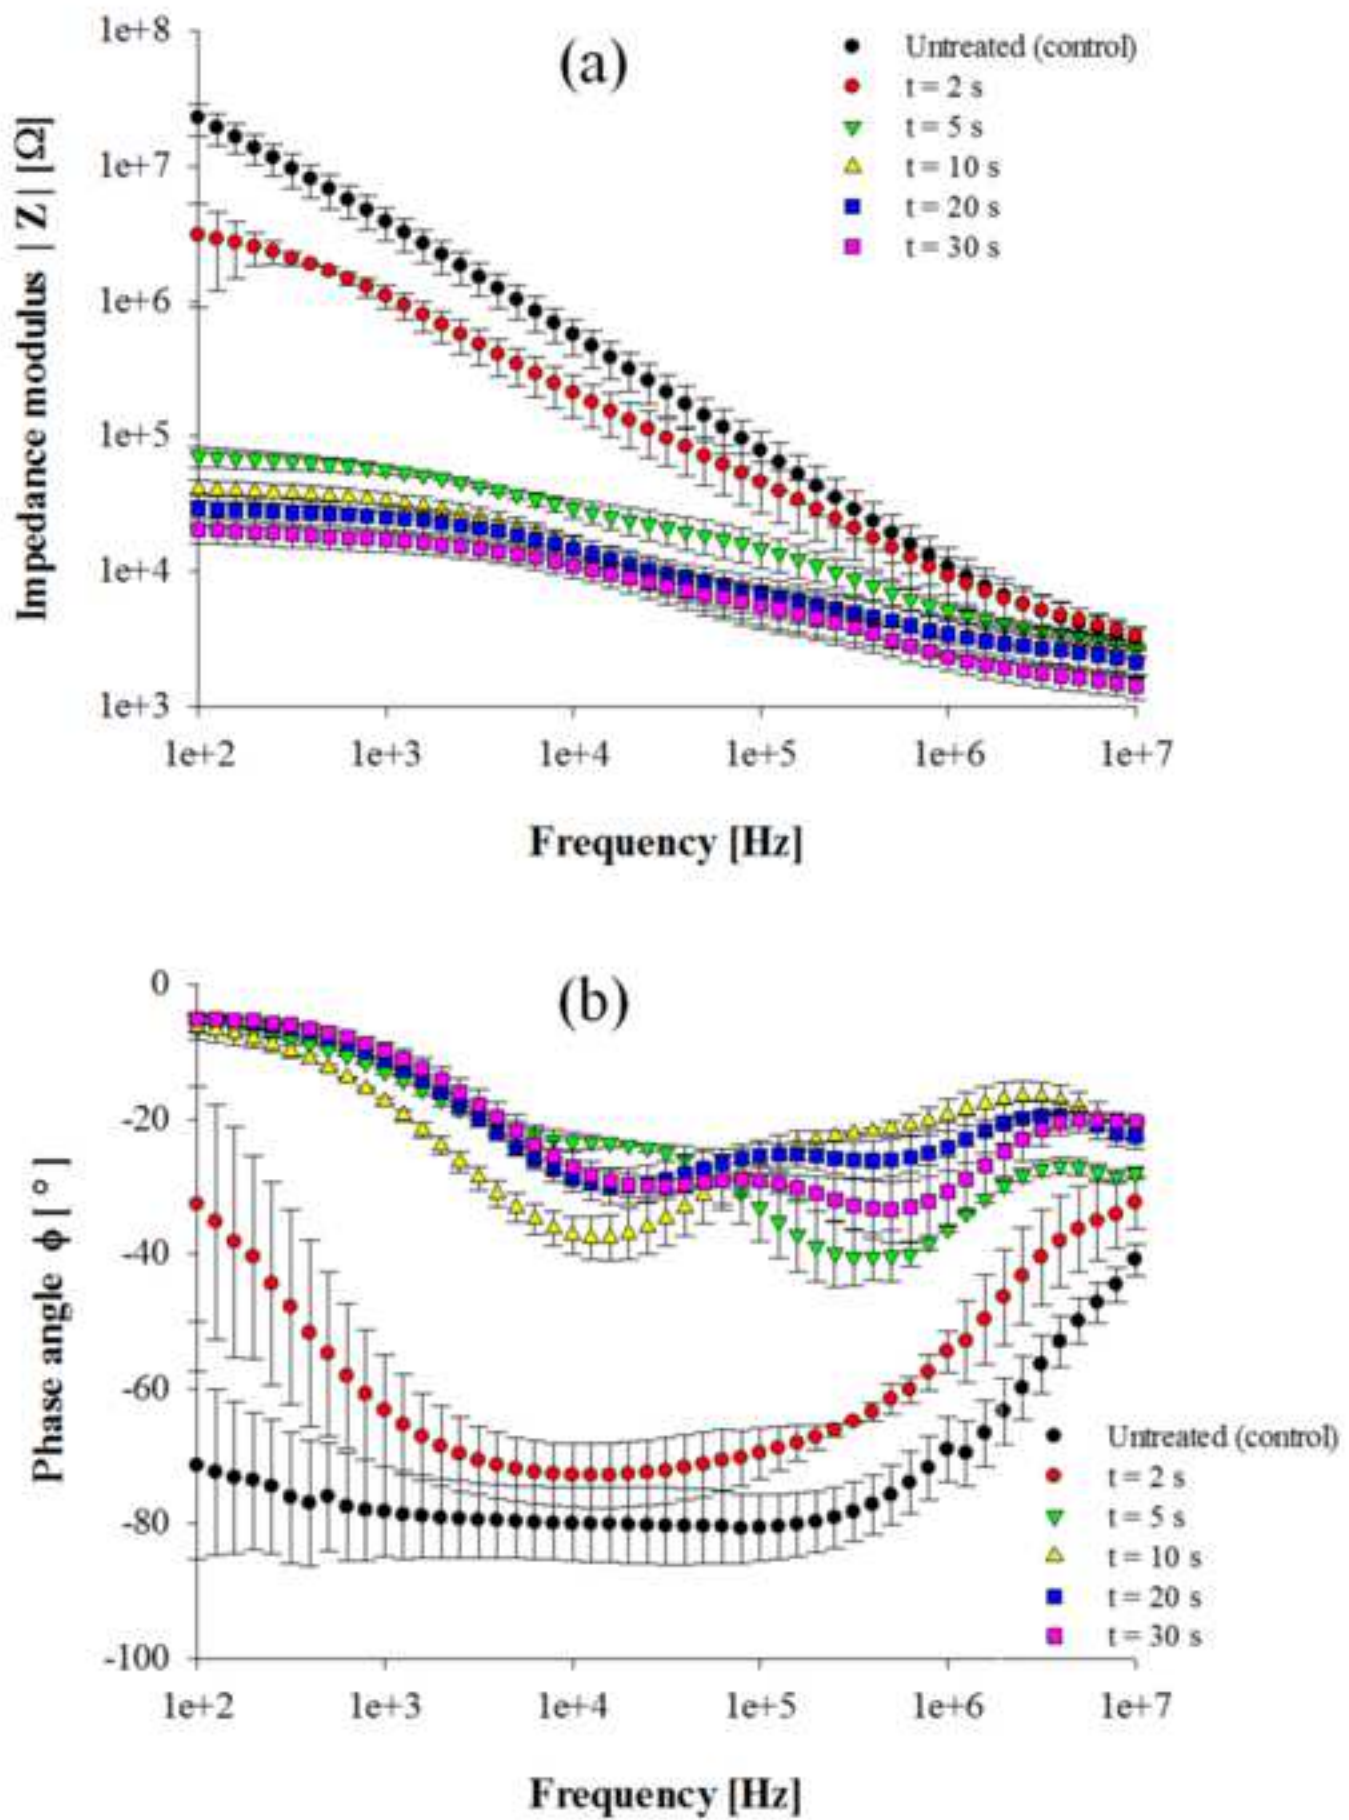 (a)
Impedance modulus | Z | [Ω]
1e+8
1e+7
1e+6
1e+5
1e+4
1e+3
Untreated (control)
t = 2 s
t = 5 s
t = 10 s
t = 20 s
t = 30 s
1e+2 1e+3 1e+4 1e+5 1e+6 1e+7
Frequency [Hz]
(b)
Phase angle ϕ [ ° ]
0
-20
-40
-60
-80
-100
Untreated (control)
t = 2 s
t = 5 s
t = 10 s
t = 20 s
t = 30 s
1e+2 1e+3 1e+4 1e+5 1e+6 1e+7
Frequency [Hz]